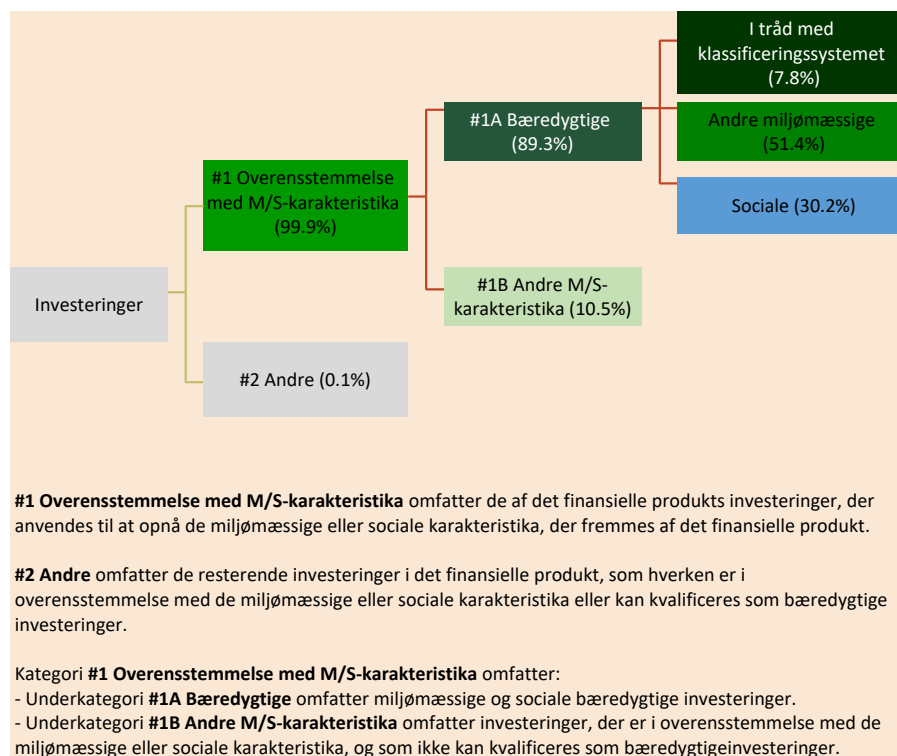 I tråd med
klassificeringssystemet
(7.8%)
#1A Bæredygtige
(89.3%)
Andre miljømæssige
(51.4%)
#1 Overensstemmelse
med M/S-karakteristika
(99.9%)
Sociale (30.2%)
Investeringer
#1B Andre M/S-
karakteristika (10.5%)
#2 Andre (0.1%)
#1 Overensstemmelse med M/S-karakteristika omfatter de af det finansielle produkts investeringer, der
anvendes til at opnå de miljømæssige eller sociale karakteristika, der fremmes af det finansielle produkt.
#2 Andre omfatter de resterende investeringer i det finansielle produkt, som hverken er i
overensstemmelse med de miljømæssige eller sociale karakteristika eller kan kvalificeres som bæredygtige
investeringer.
Kategori #1 Overensstemmelse med M/S-karakteristika omfatter:
- Underkategori #1A Bæredygtige omfatter miljømæssige og sociale bæredygtige investeringer.
- Underkategori #1B Andre M/S-karakteristika omfatter investeringer, der er i overensstemmelse med de
miljømæssige eller sociale karakteristika, og som ikke kan kvalificeres som bæredygtigeinvesteringer.